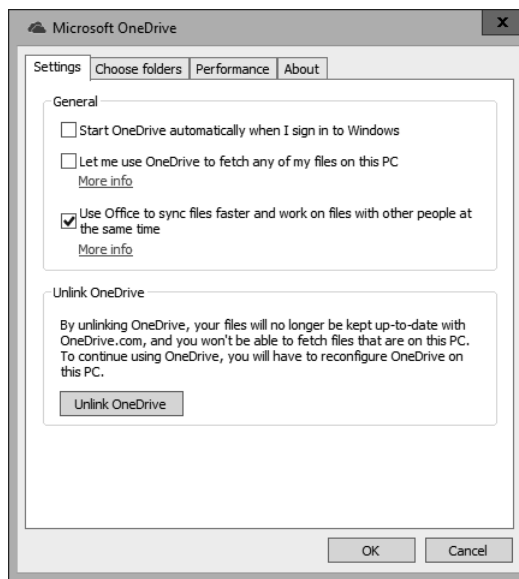 Microsoft OneDrive
x
Settings
Choose folders
Performance
About
General
Start OneDrive automatically when I sign in to Windows
Let me use OneDrive to fetch any of my files on this PC
More info
Use Office to sync files faster and work on files with other people at
the same time
More info
Unlink OneDrive
By unlinking OneDrive, your files will no longer be kept up-to-date with
OneDrive.com, and you won't be able to fetch files that are on this PC.
To continue using OneDrive, you will have to reconfigure OneDrive on
this PC.
Unlink OneDrive
OK
Cancel